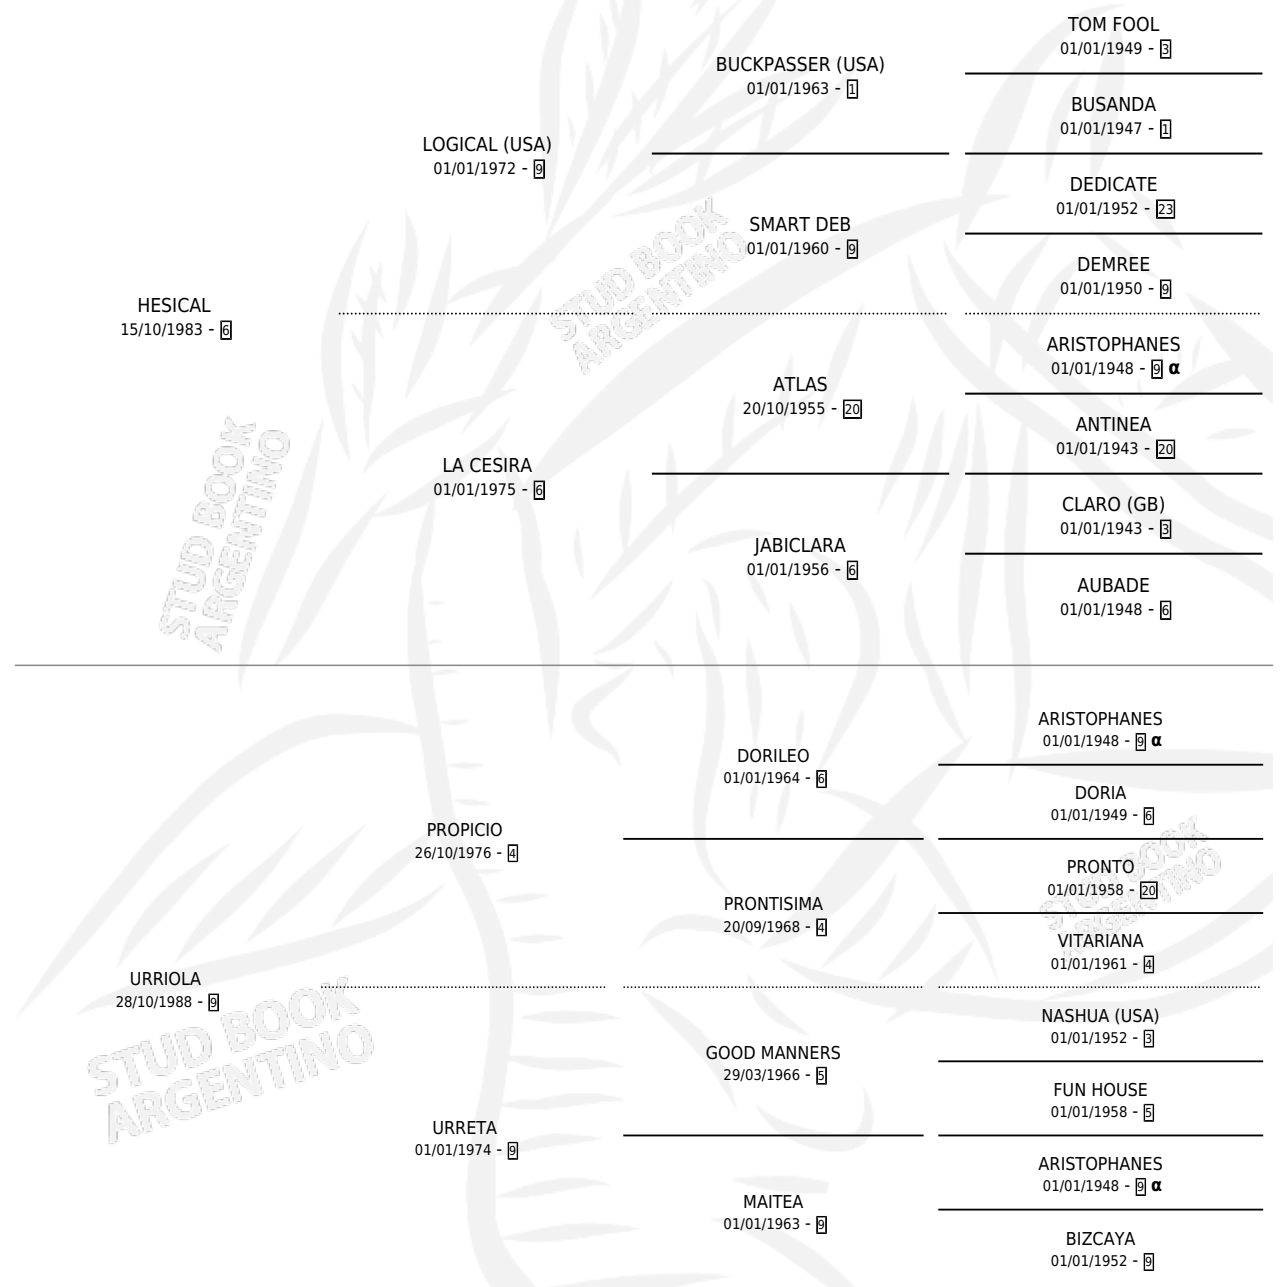 TOM FOOL
01/01/1949 - 3
BUCKPASSER (USA)
01/01/1963 - 1
BUSANDA
01/01/1947 - 1
LOGICAL (USA)
01/01/1972 - 9
DEDICATE
01/01/1952 - 23
SMART DEB
01/01/1960 - 9
DEMREE
01/01/1950 - 9
HESICAL
15/10/1983 - 6
ARISTOPHANES
01/01/1948 - 9 α
ATLAS
20/10/1955 - 20
ANTINEA
01/01/1943 - 20
LA CESIRA
01/01/1975 - 6
CLARO (GB)
01/01/1943 - 3
JABICLARA
01/01/1956 - 6
AUBADE
01/01/1948 - 6
ARISTOPHANES
01/01/1948 - 9 α
DORILEO
01/01/1964 - 6
DORIA
01/01/1949 - 6
PROPICIO
26/10/1976 - 4
PRONTO
01/01/1958 - 20
PRONTISIMA
20/09/1968 - 4
VITARIANA
01/01/1961 - 4
URRIOLA
28/10/1988 - 9
NASHUA (USA)
01/01/1952 - 3
GOOD MANNERS
29/03/1966 - 5
FUN HOUSE
01/01/1958 - 5
URRETA
01/01/1974 - 9
ARISTOPHANES
01/01/1948 - 9 α
MAITEA
01/01/1963 - 9
BIZCAYA
01/01/1952 - 9
STUD BOOK
ARGENTINO
STUD BOOK
ARGENTINO
STUD BOOK
ARGENTINO
STUD BOOK
ARGENTINO